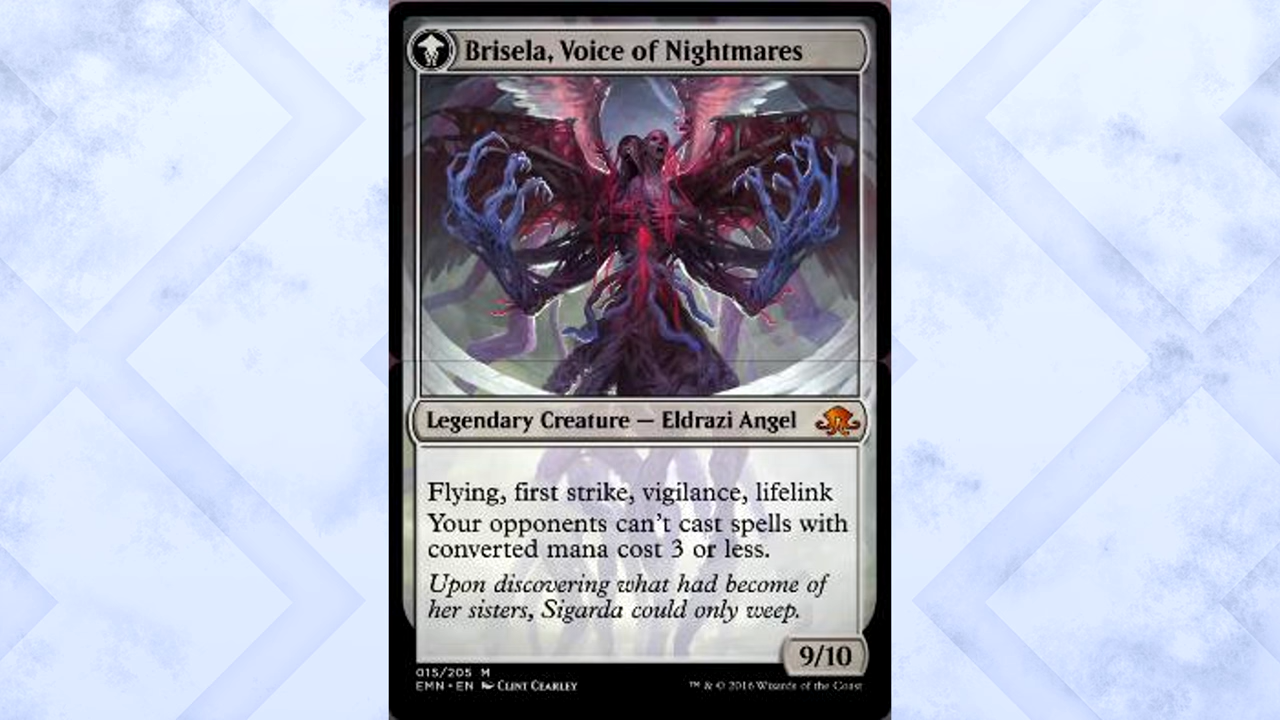 Brisela, Voice of Nightmares
Legendary Creature — Eldrazi Angel
Flying, first strike, vigilance, lifelink
Your opponents can't cast spells with
converted mana cost 3 or less.
Upon discovering what had become of
her sisters, Sigarda could only weep.
9/10
015/205 M
EMN • EN Clint Cearley
™ & © 2016 Wizards of the Coast